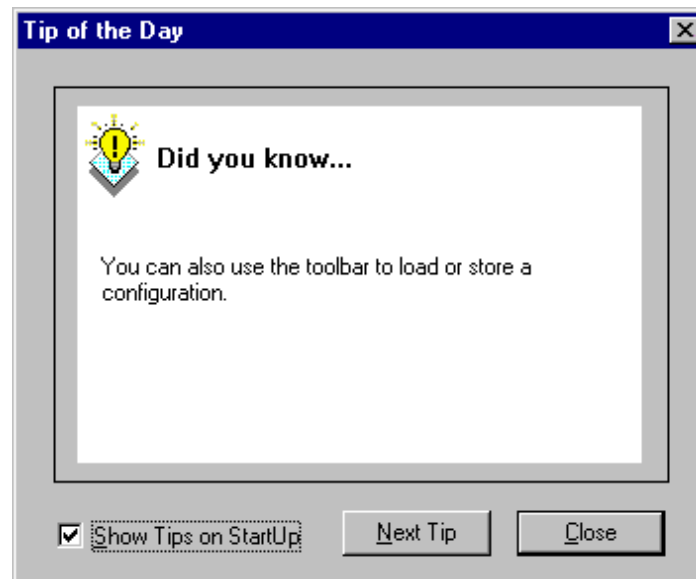 Tip of the Day
Did you know...
You can also use the toolbar to load or store a
configuration.
Show Tips on StartUp
Next Tip
Close